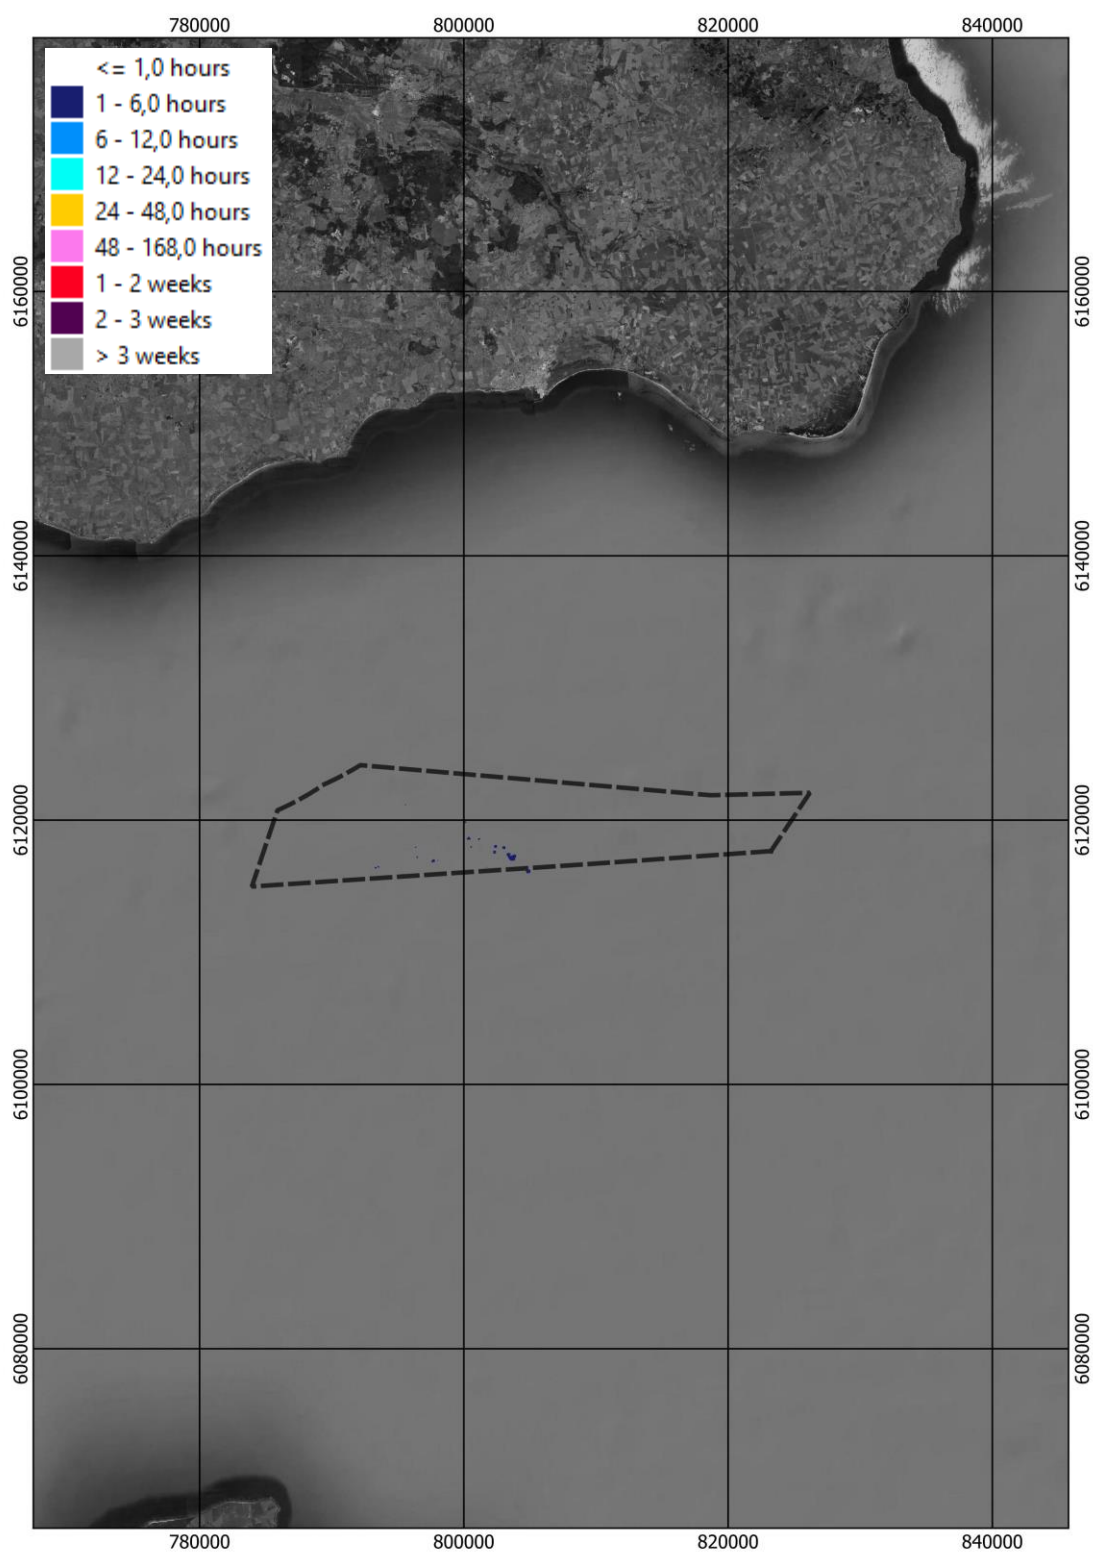 780000 800000 820000 840000
<= 1,0 hours
1 - 6,0 hours
6 - 12,0 hours
12 - 24,0 hours
24 - 48,0 hours
48 - 168,0 hours
1 - 2 weeks
2 - 3 weeks
> 3 weeks
6160000 6160000
6140000 6140000
6120000 6120000
6100000 6100000
6080000 6080000
780000 800000 820000 840000